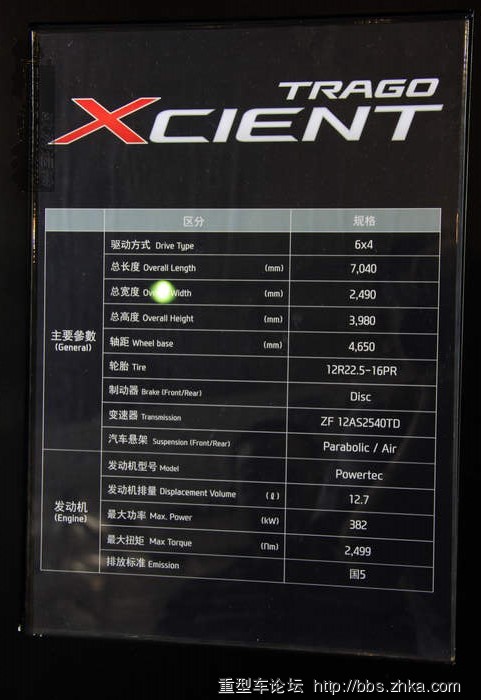 TRAGO
XCIENT
区分 规格
主要参數 (General)
驱动方式 Drive Type 6x4
总长度 Overall Length (mm) 7,040
总宽度 Width (mm) 2,490
总高度 Overall Height (mm) 3,980
轴距 Wheel base (mm) 4,650
轮胎 Tire 12R22.5-16PR
制动器 Brake (Front/Rear) Disc
变速器 Transmission ZF 12AS2540TD
汽车悬架 Suspension (Front/Rear) Parabolic / Air
发动机 (Engine)
发动机型号 Model Powertec
发动机排量 Displacement Volume (ℓ) 12.7
最大功率 Max. Power (kW) 382
最大扭矩 Max Torque (Nm) 2,499
排放标准 Emission 国5
重型车论坛 http://bbs.zhka.com